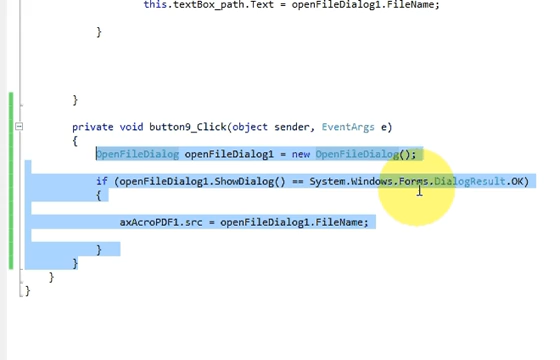 this.textBox_path.Text = openFileDialog1.FileName;
}
}
private void button9_Click(object sender, EventArgs e)
{
OpenFileDialog openFileDialog1 = new OpenFileDialog();
if (openFileDialog1.ShowDialog() == System.Windows.Forms.DialogResult.OK)
{
axAcroPDF1.src = openFileDialog1.FileName;
}
}
}
}